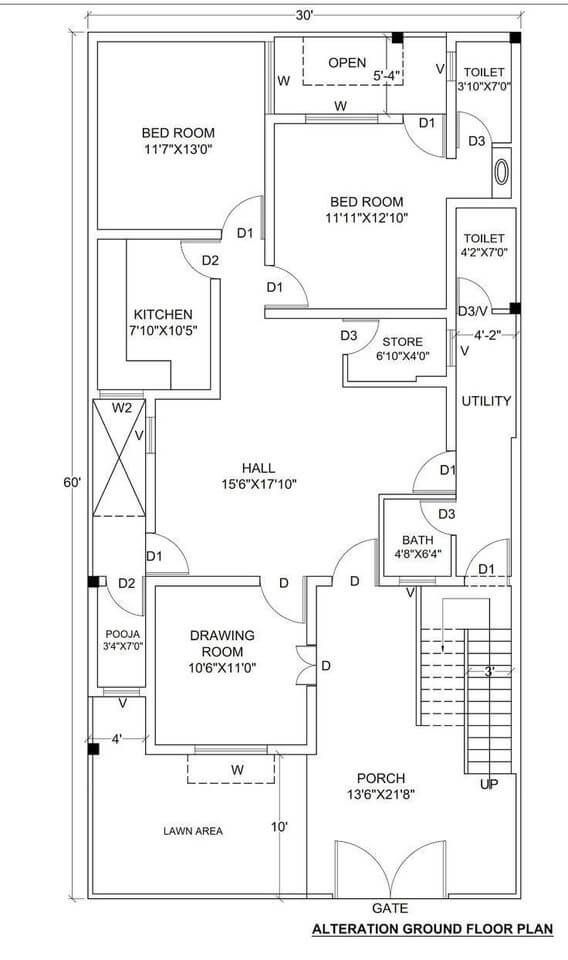 30'
OPEN
5'-4"
V
TOILET
3'10"X7'0"
W
W
D1
D3
BED ROOM
11'7"X13'0"
BED ROOM
11'11"X12'10"
D1
D2
TOILET
4'2"X7'0"
D1
D3/V
KITCHEN
7'10"X10'5"
D3
STORE
6'10"X4'0"
4'-2"
V
W2
V
UTILITY
HALL
15'6"X17'10"
D1
60'
D3
BATH
4'8"X6'4"
D1
D1
D2
D
D
V
POOJA
3'4"X7'0"
DRAWING
ROOM
10'6"X11'0"
D
3'
V
4'
W
PORCH
13'6"X21'8"
UP
LAWN AREA
10'
GATE
ALTERATION GROUND FLOOR PLAN